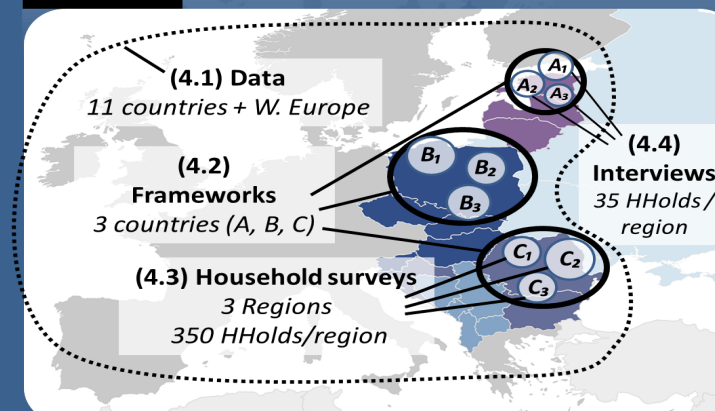 (4.1) Data
11 countries + W. Europe
(4.2)
Frameworks
3 countries (A, B, C)
(4.3) Household surveys
3 Regions
350 HHolds/region
A1
A2
A3
B1
B2
B3
C1
C2
C3
(4.4)
Interviews
35 HHolds /
region